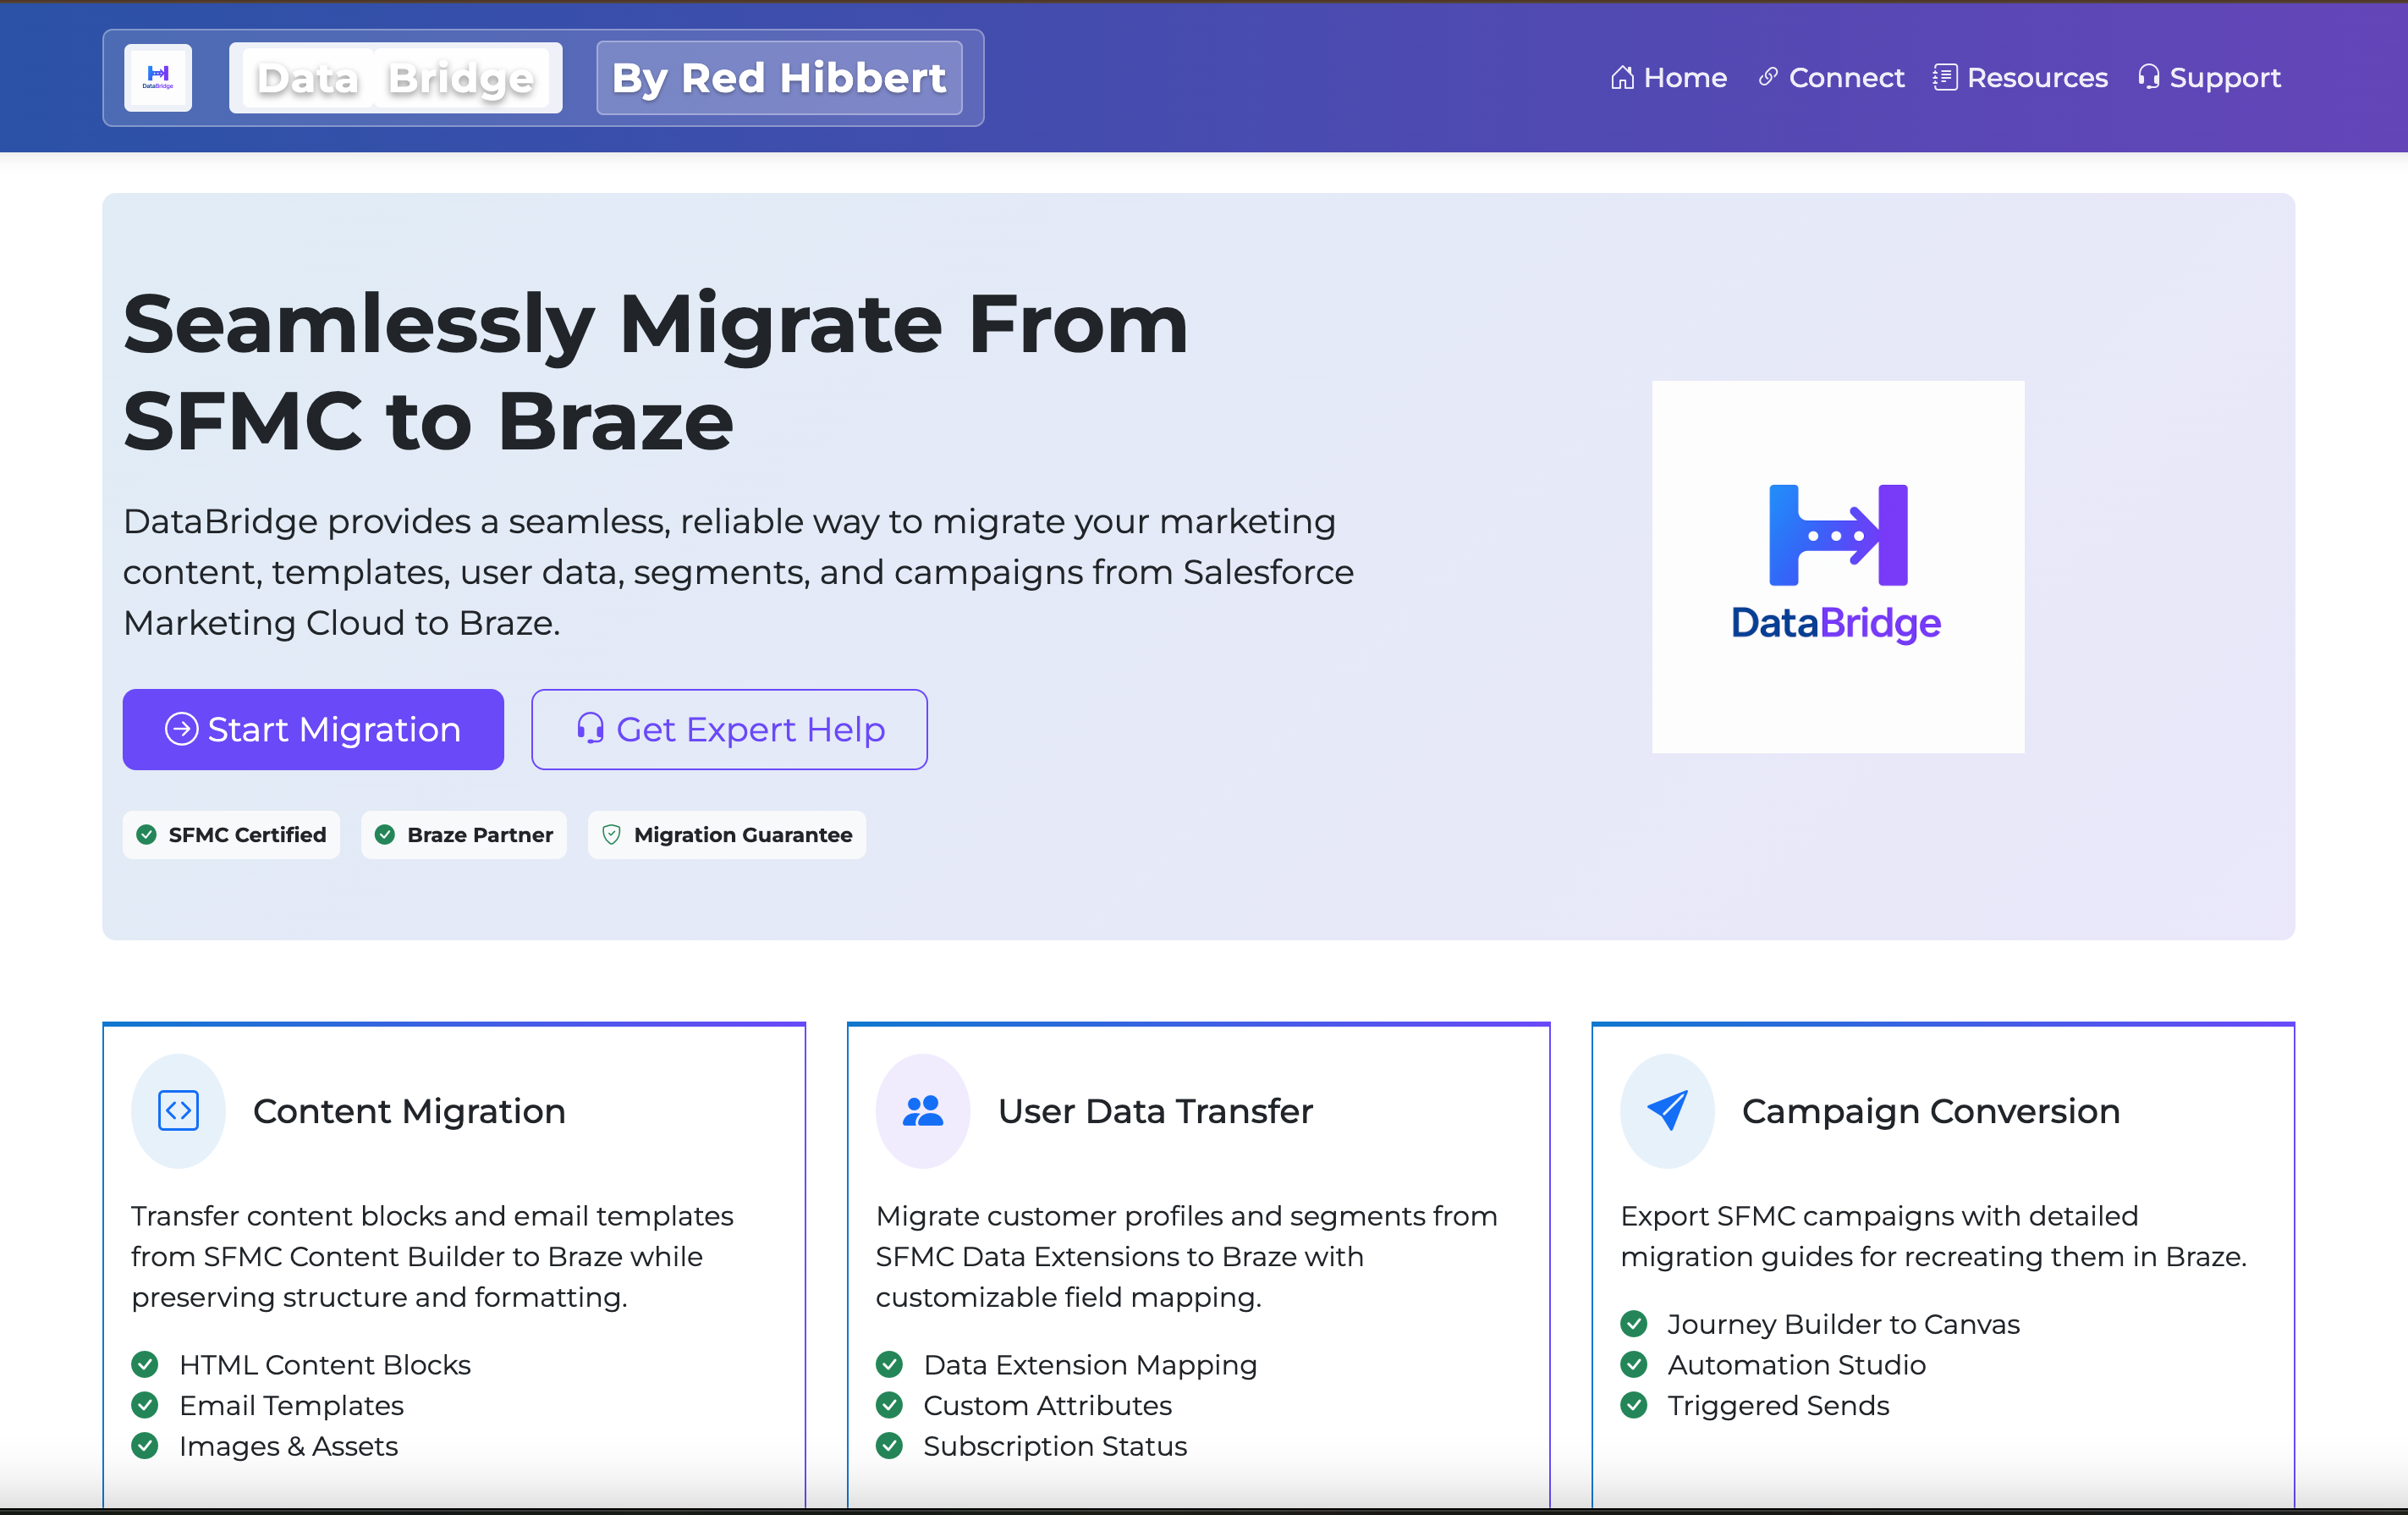 DataBridge
Data Bridge
By Red Hibbert
Home
Connect
Resources
Support
Seamlessly Migrate From
SFMC to Braze
DataBridge provides a seamless, reliable way to migrate your marketing
content, templates, user data, segments, and campaigns from Salesforce
Marketing Cloud to Braze.
Start Migration
Get Expert Help
SFMC Certified
Braze Partner
Migration Guarantee
DataBridge
Content Migration
Transfer content blocks and email templates
from SFMC Content Builder to Braze while
preserving structure and formatting.
HTML Content Blocks
Email Templates
Images & Assets
User Data Transfer
Migrate customer profiles and segments from
SFMC Data Extensions to Braze with
customizable field mapping.
Data Extension Mapping
Custom Attributes
Subscription Status
Campaign Conversion
Export SFMC campaigns with detailed
migration guides for recreating them in Braze.
Journey Builder to Canvas
Automation Studio
Triggered Sends